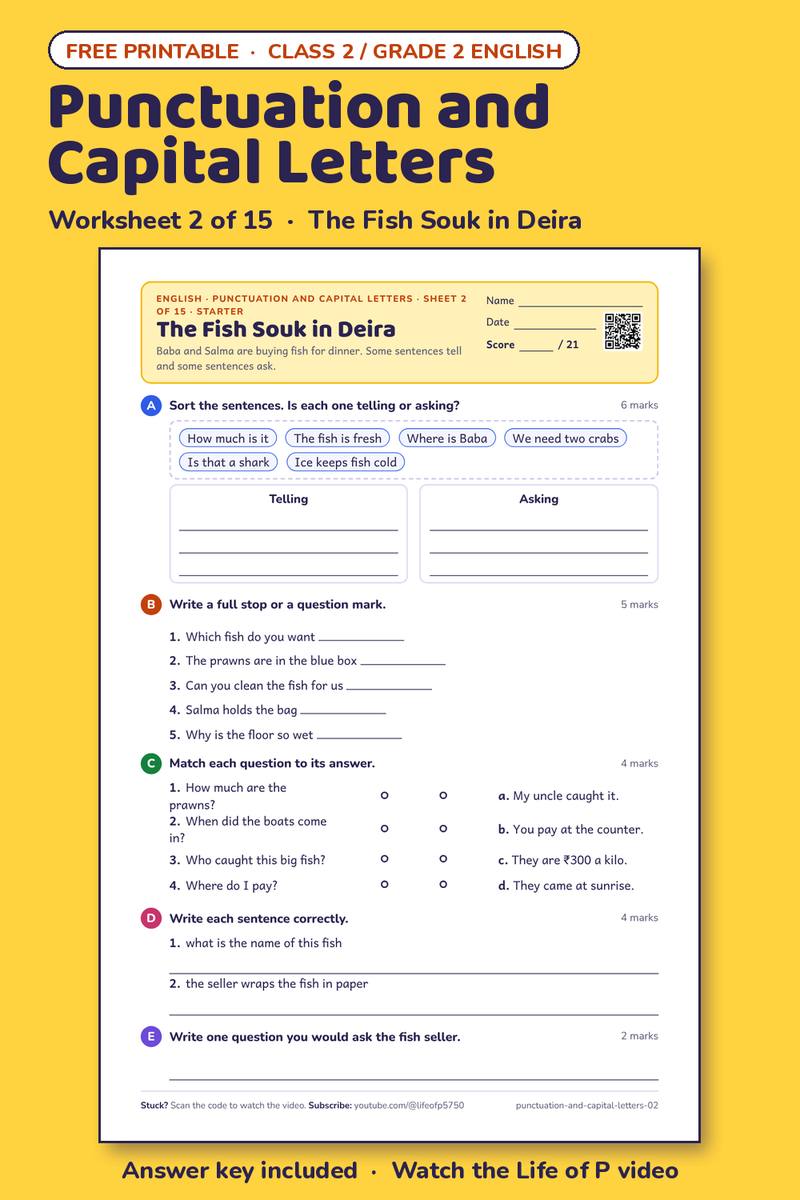 FREE PRINTABLE · CLASS 2 / GRADE 2 ENGLISH
Punctuation and
Capital Letters
Worksheet 2 of 15 · The Fish Souk in Deira
ENGLISH · PUNCTUATION AND CAPITAL LETTERS · SHEET 2
OF 15 · STARTER
The Fish Souk in Deira
Baba and Salma are buying fish for dinner. Some sentences tell
and some sentences ask.
Name
Date
Score / 21
A Sort the sentences. Is each one telling or asking? 6 marks
How much is it The fish is fresh Where is Baba We need two crabs
Is that a shark Ice keeps fish cold
Telling Asking
B Write a full stop or a question mark. 5 marks
1. Which fish do you want
2. The prawns are in the blue box
3. Can you clean the fish for us
4. Salma holds the bag
5. Why is the floor so wet
C Match each question to its answer. 4 marks
1. How much are the
prawns?
a. My uncle caught it.
2. When did the boats come
in?
b. You pay at the counter.
3. Who caught this big fish? c. They are ₹300 a kilo.
4. Where do I pay? d. They came at sunrise.
D Write each sentence correctly. 4 marks
1. what is the name of this fish
2. the seller wraps the fish in paper
E Write one question you would ask the fish seller. 2 marks
Stuck? Scan the code to watch the video. Subscribe: youtube.com/@lifeofp5750 punctuation-and-capital-letters-02
Answer key included · Watch the Life of P video